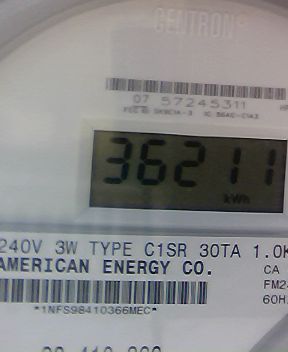 CENTRON®
07 57245311
36211
kWh
240V 3W TYPE C1SR 30TA 1.0K
AMERICAN ENERGY CO.
CA
FM2
60H
*1NFS98410366MEC*